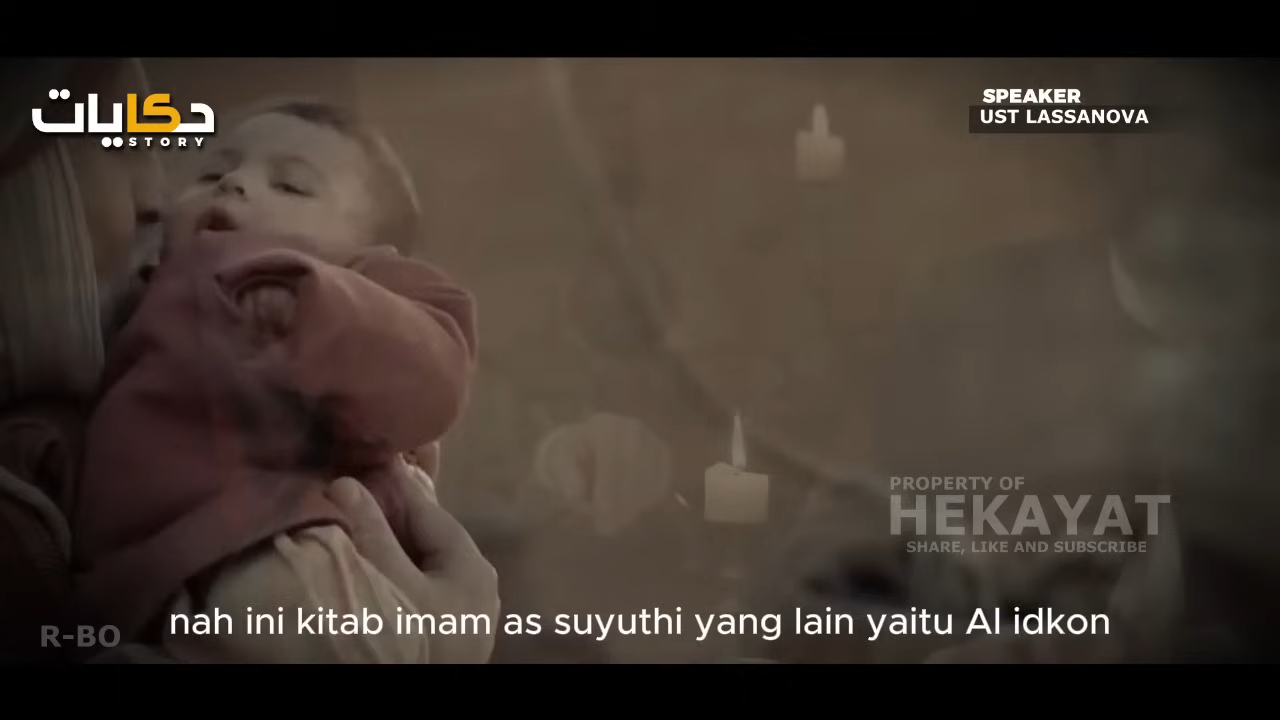 حكايات
STORY
SPEAKER
UST LASSANOVA
PROPERTY OF
HEKAYAT
SHARE, LIKE AND SUBSCRIBE
R-BO
nah ini kitab imam as suyuthi yang lain yaitu Al idkon